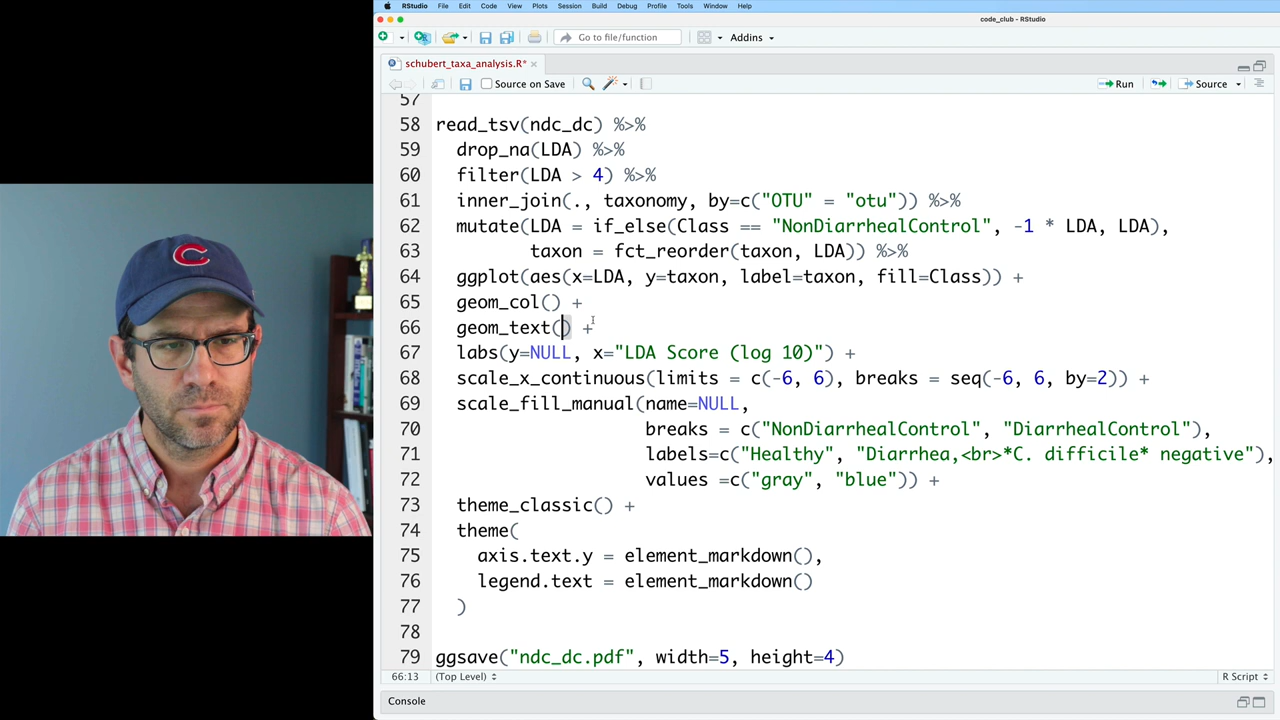 RStudio File Edit Code View Plots Session Build Debug Profile Tools Window Help
code_club - RStudio
Go to file/function Addins
schubert_taxa_analysis.R*
Source on Save Run Source
57
58 read_tsv(ndc_dc) %>%
59 drop_na(LDA) %>%
60 filter(LDA > 4) %>%
61 inner_join(., taxonomy, by=c("OTU" = "otu")) %>%
62 mutate(LDA = if_else(Class == "NonDiarrhealControl", -1 * LDA, LDA),
63 taxon = fct_reorder(taxon, LDA)) %>%
64 ggplot(aes(x=LDA, y=taxon, label=taxon, fill=Class)) +
65 geom_col() +
66 geom_text() +
67 labs(y=NULL, x="LDA Score (log 10)") +
68 scale_x_continuous(limits = c(-6, 6), breaks = seq(-6, 6, by=2)) +
69 scale_fill_manual(name=NULL,
70 breaks = c("NonDiarrhealControl", "DiarrhealControl"),
71 labels=c("Healthy", "Diarrhea,<br>*C. difficile* negative"),
72 values =c("gray", "blue")) +
73 theme_classic() +
74 theme(
75 axis.text.y = element_markdown(),
76 legend.text = element_markdown()
77 )
78
79 ggsave("ndc_dc.pdf", width=5, height=4)
66:13 (Top Level) R Script
Console